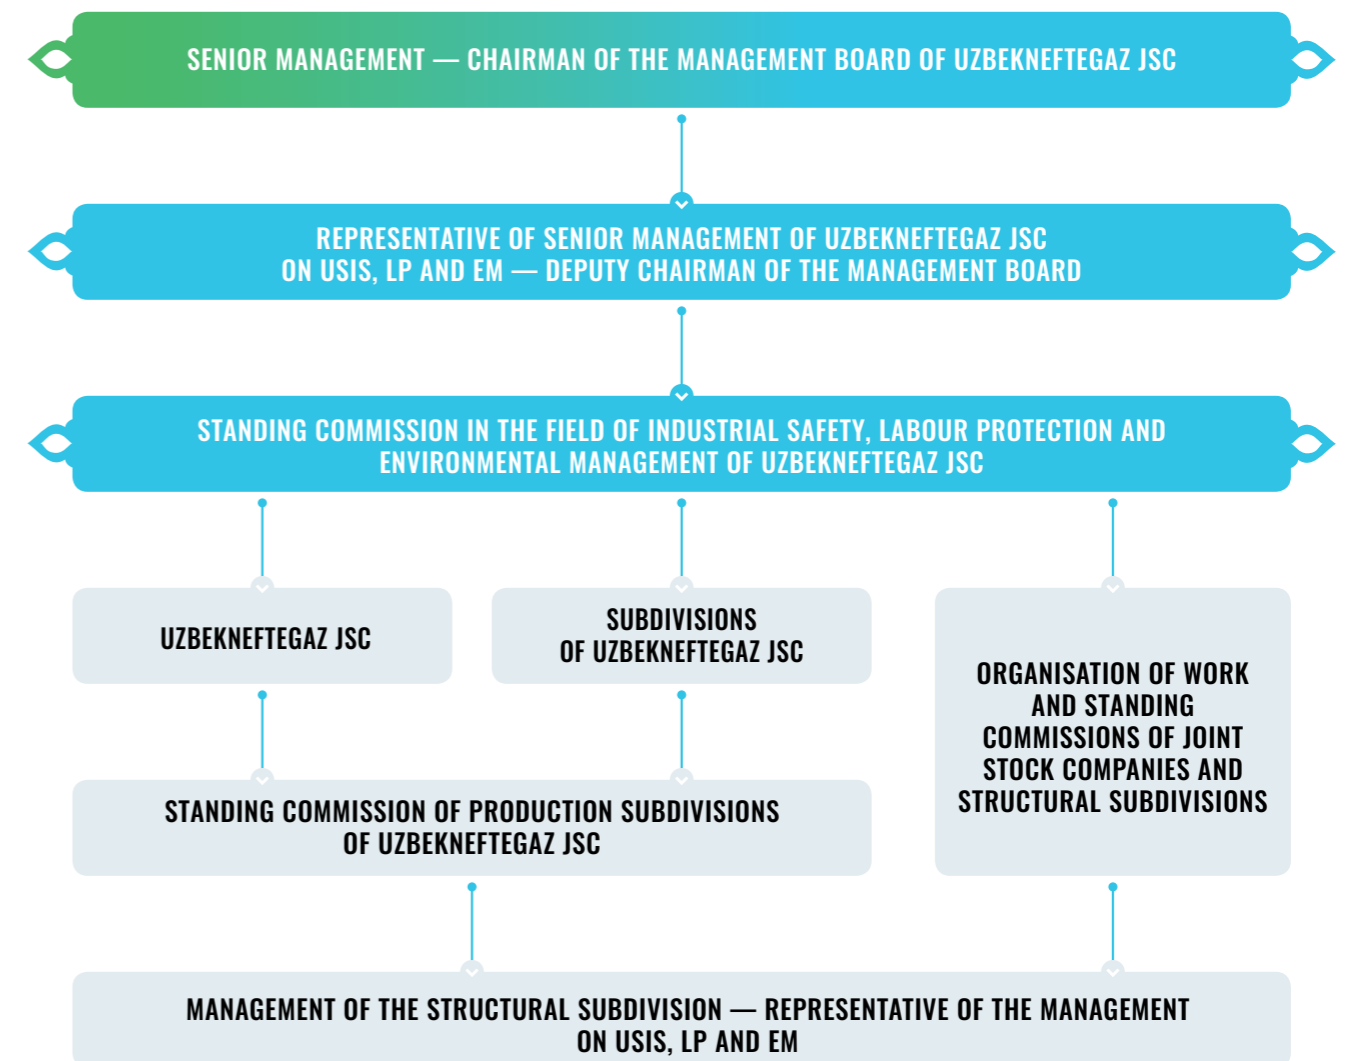 SENIOR MANAGEMENT — CHAIRMAN OF THE MANAGEMENT BOARD OF UZBEKNEFTEGAZ JSC
REPRESENTATIVE OF SENIOR MANAGEMENT OF UZBEKNEFTEGAZ JSC
ON USIS, LP AND EM — DEPUTY CHAIRMAN OF THE MANAGEMENT BOARD
STANDING COMMISSION IN THE FIELD OF INDUSTRIAL SAFETY, LABOUR PROTECTION AND
ENVIRONMENTAL MANAGEMENT OF UZBEKNEFTEGAZ JSC
UZBEKNEFTEGAZ JSC
SUBDIVISIONS
OF UZBEKNEFTEGAZ JSC
ORGANISATION OF WORK
AND STANDING
COMMISSIONS OF JOINT
STOCK COMPANIES AND
STRUCTURAL SUBDIVISIONS
STANDING COMMISSION OF PRODUCTION SUBDIVISIONS
OF UZBEKNEFTEGAZ JSC
MANAGEMENT OF THE STRUCTURAL SUBDIVISION — REPRESENTATIVE OF THE MANAGEMENT
ON USIS, LP AND EM